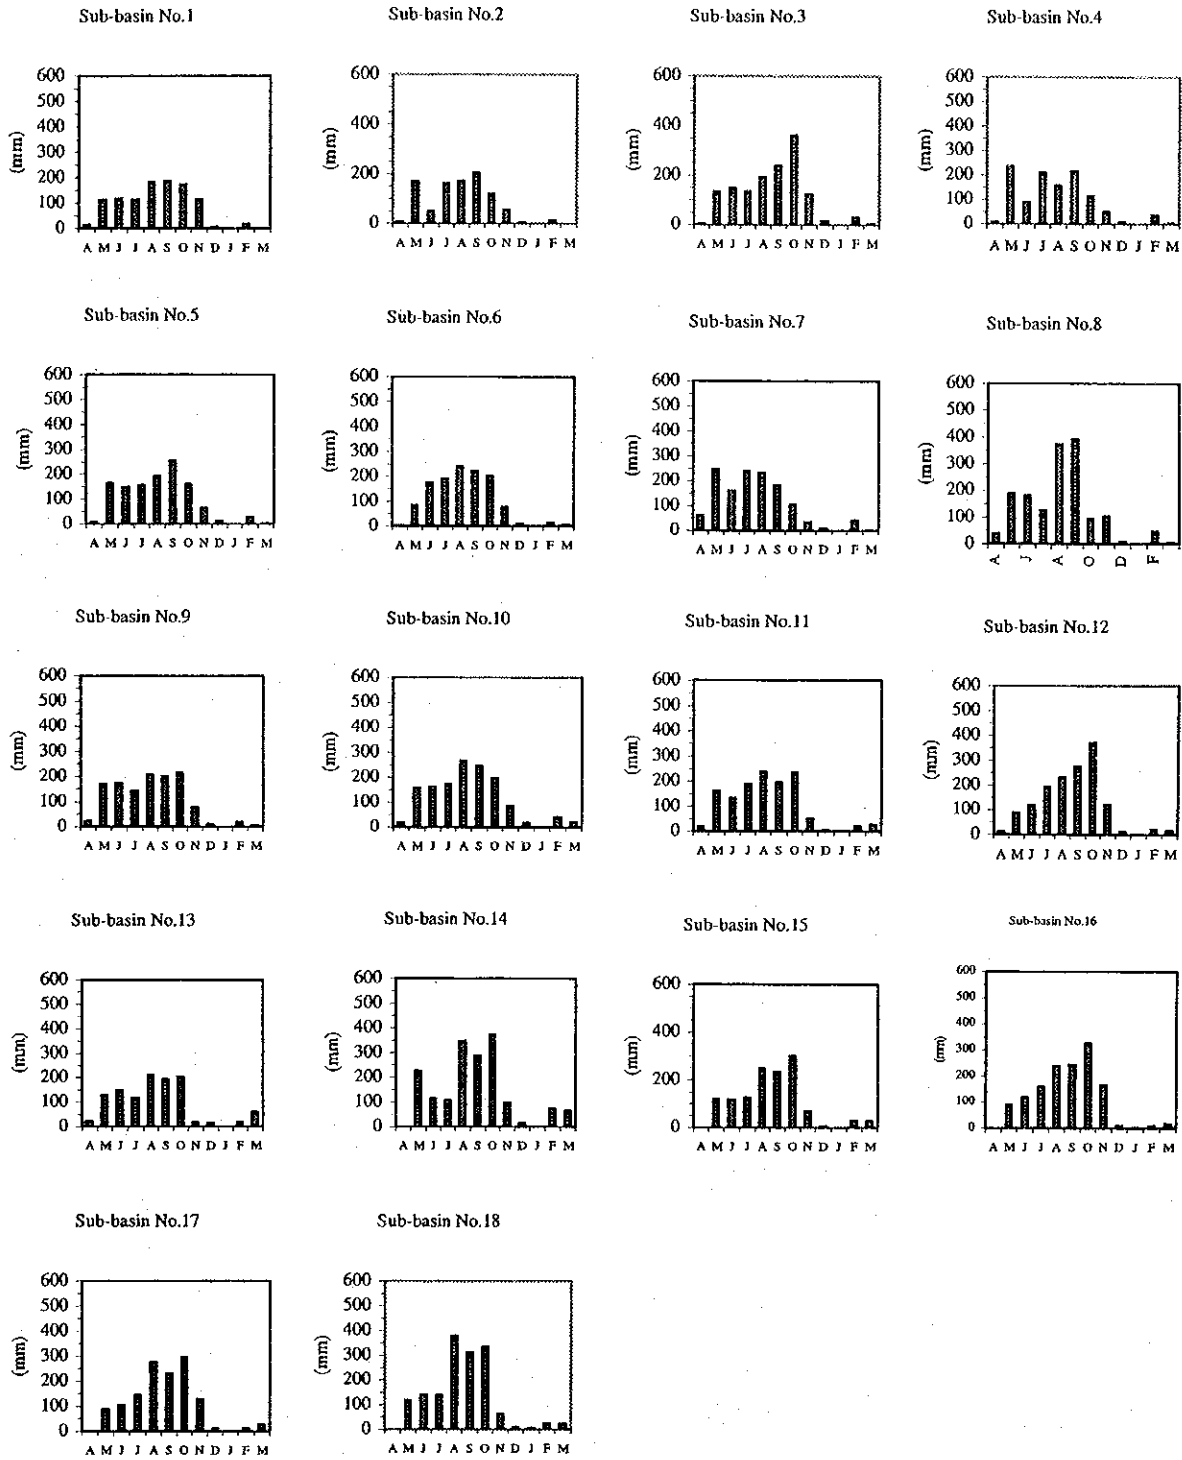 Sub-basin No.1
Sub-basin No.2
Sub-basin No.3
Sub-basin No.4
600
500
400
300
200
100
0
(mm)
A M J J A S O N D J F M
600
400
200
0
(mm)
A M J J A S O N D J F M
600
400
200
0
(mm)
A M J J A S O N D J F M
600
500
400
300
200
100
0
(mm)
A M J J A S O N D J F M
Sub-basin No.5
Sub-basin No.6
Sub-basin No.7
Sub-basin No.8
600
500
400
300
200
100
0
(mm)
A M J J A S O N D J F M
600
500
400
300
200
100
0
(mm)
A M J J A S O N D J F M
600
500
400
300
200
100
0
(mm)
A M J J A S O N D J F M
600
500
400
300
200
100
0
(mm)
A J A O D F
Sub-basin No.9
Sub-basin No.10
Sub-basin No.11
Sub-basin No.12
600
500
400
300
200
100
0
(mm)
A M J J A S O N D J F M
600
500
400
300
200
100
0
(mm)
A M J J A S O N D J F M
600
500
400
300
200
100
0
(mm)
A M J J A S O N D J F M
600
500
400
300
200
100
0
(mm)
A M J J A S O N D J F M
Sub-basin No.13
Sub-basin No.14
Sub-basin No.15
Sub-basin No.16
600
500
400
300
200
100
0
(mm)
A M J J A S O N D J F M
600
500
400
300
200
100
0
(mm)
A M J J A S O N D J F M
600
400
200
0
(mm)
A M J J A S O N D J F M
600
500
400
300
200
100
0
(mm)
A M J J A S O N D J F M
Sub-basin No.17
Sub-basin No.18
600
500
400
300
200
100
0
(mm)
A M J J A S O N D J F M
600
500
400
300
200
100
0
(mm)
A M J J A S O N D J F M